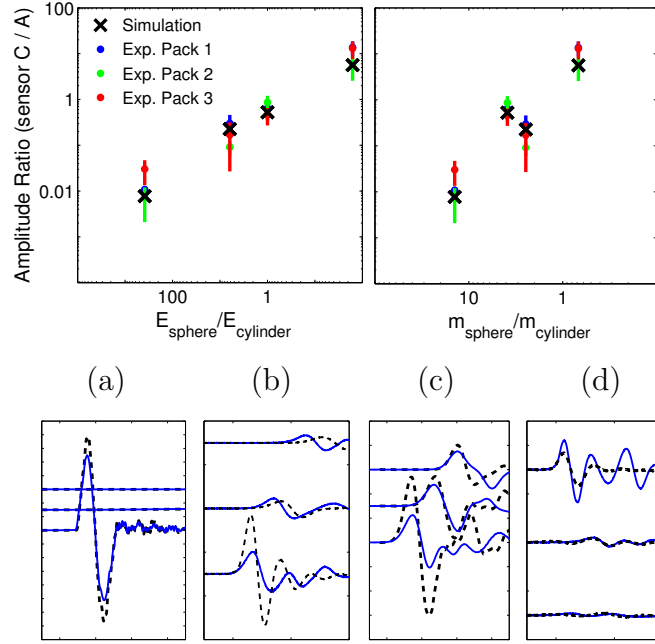 Simulation
Exp. Pack 1
Exp. Pack 2
Exp. Pack 3
Amplitude Ratio (sensor C / A)
1
0.01
100
1
10
1
E_sphere/E_cylinder
m_sphere/m_cylinder
(a)
(b)
(c)
(d)